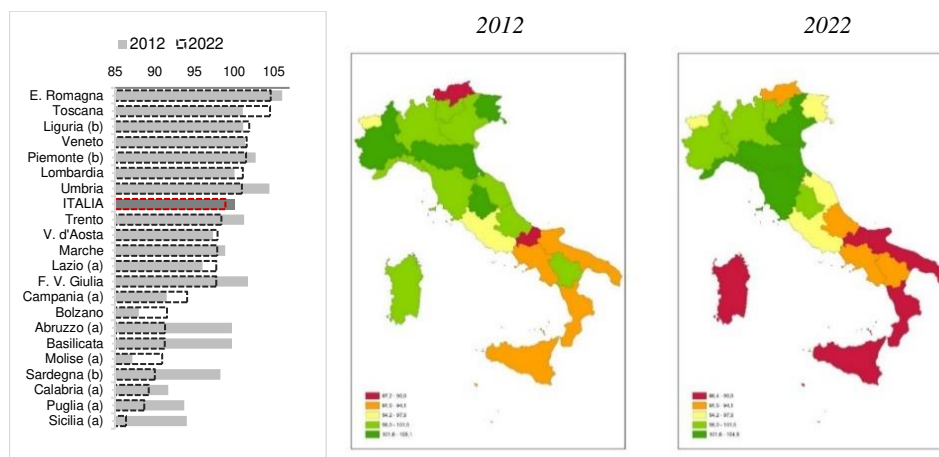 2012 2022
85 90 95 100 105
E. Romagna
Toscana
Liguria (b)
Veneto
Piemonte (b)
Lombardia
Umbria
ITALIA
Trento
V. d'Aosta
Marche
Lazio (a)
F. V. Giulia
Campania (a)
Bolzano
Abruzzo (a)
Basilicata
Molise (a)
Sardegna (b)
Calabria (a)
Puglia (a)
Sicilia (a)
2012
2022